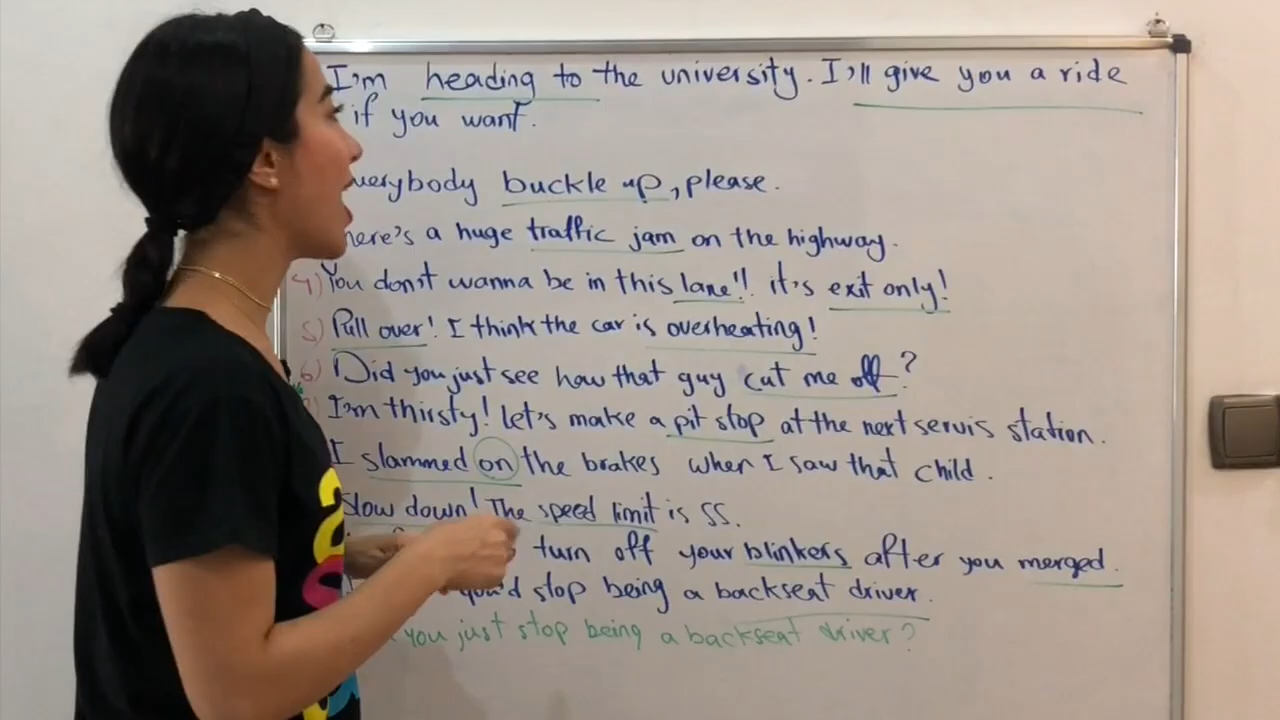 I'm heading to the university. I'll give you a ride
if you want.
verybody buckle up, please.
here's a huge traffic jam on the highway.
4) You don't wanna be in this lane!! it's exit only!
5) Pull over! I think the car is overheating!
6) Did you just see how that guy cut me off?
I'm thirsty! Let's make a pit stop at the next servis station.
I slammed on the brakes when I saw that child.
Slow down! The speed limit is 55.
turn off your blinkers after you merged.
you'd stop being a backseat driver.
you just stop being a backseat driver?